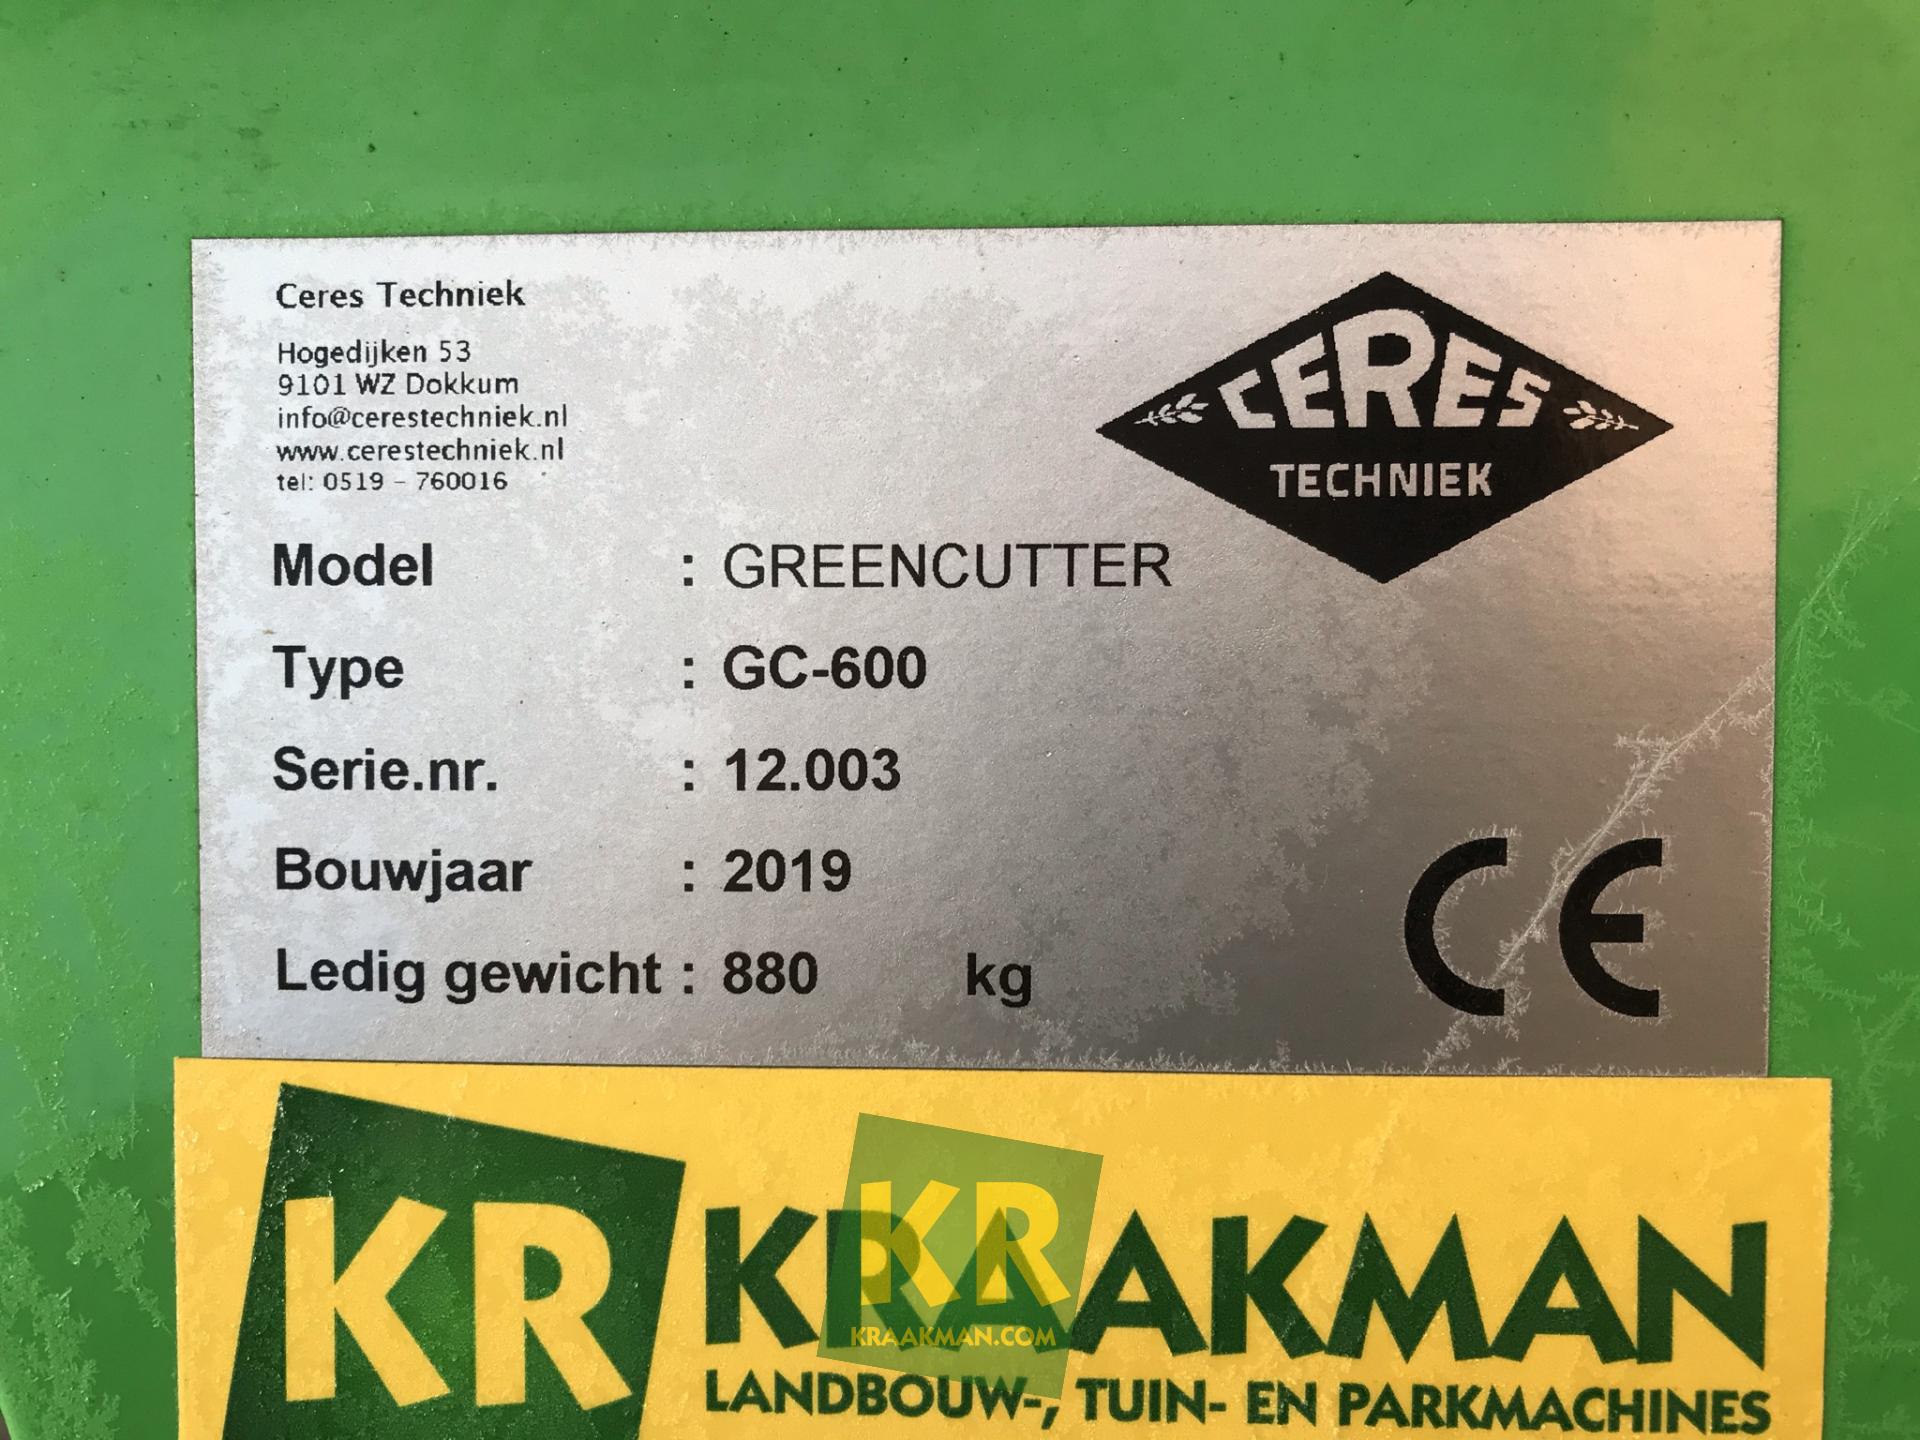 Ceres Techniek
Hogedijken 53
9101 WZ Dokkum
info@cerestechniek.nl
www.cerestechniek.nl
tel: 0519 - 760016
CERES
TECHNIEK
Model : GREENCUTTER
Type : GC-600
Serie.nr. : 12.003
Bouwjaar : 2019
Ledig gewicht : 880 kg
CE
KR KRAAKMAN
LANDBOUW-, TUIN- EN PARKMACHINES
KR
KRAAKMAN.COM